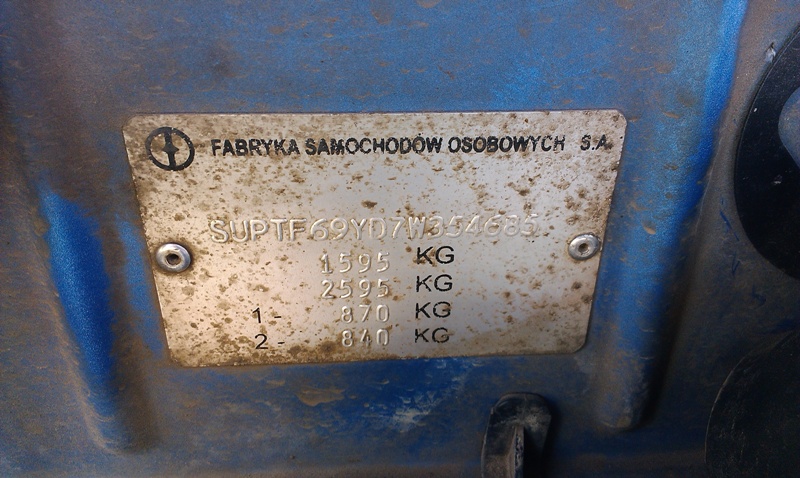 FABRYKA SAMOCHODÓW OSOBOWYCH S.A.
SUPTF69YD7W354685
1595 KG
2595 KG
1- 870 KG
2- 840 KG